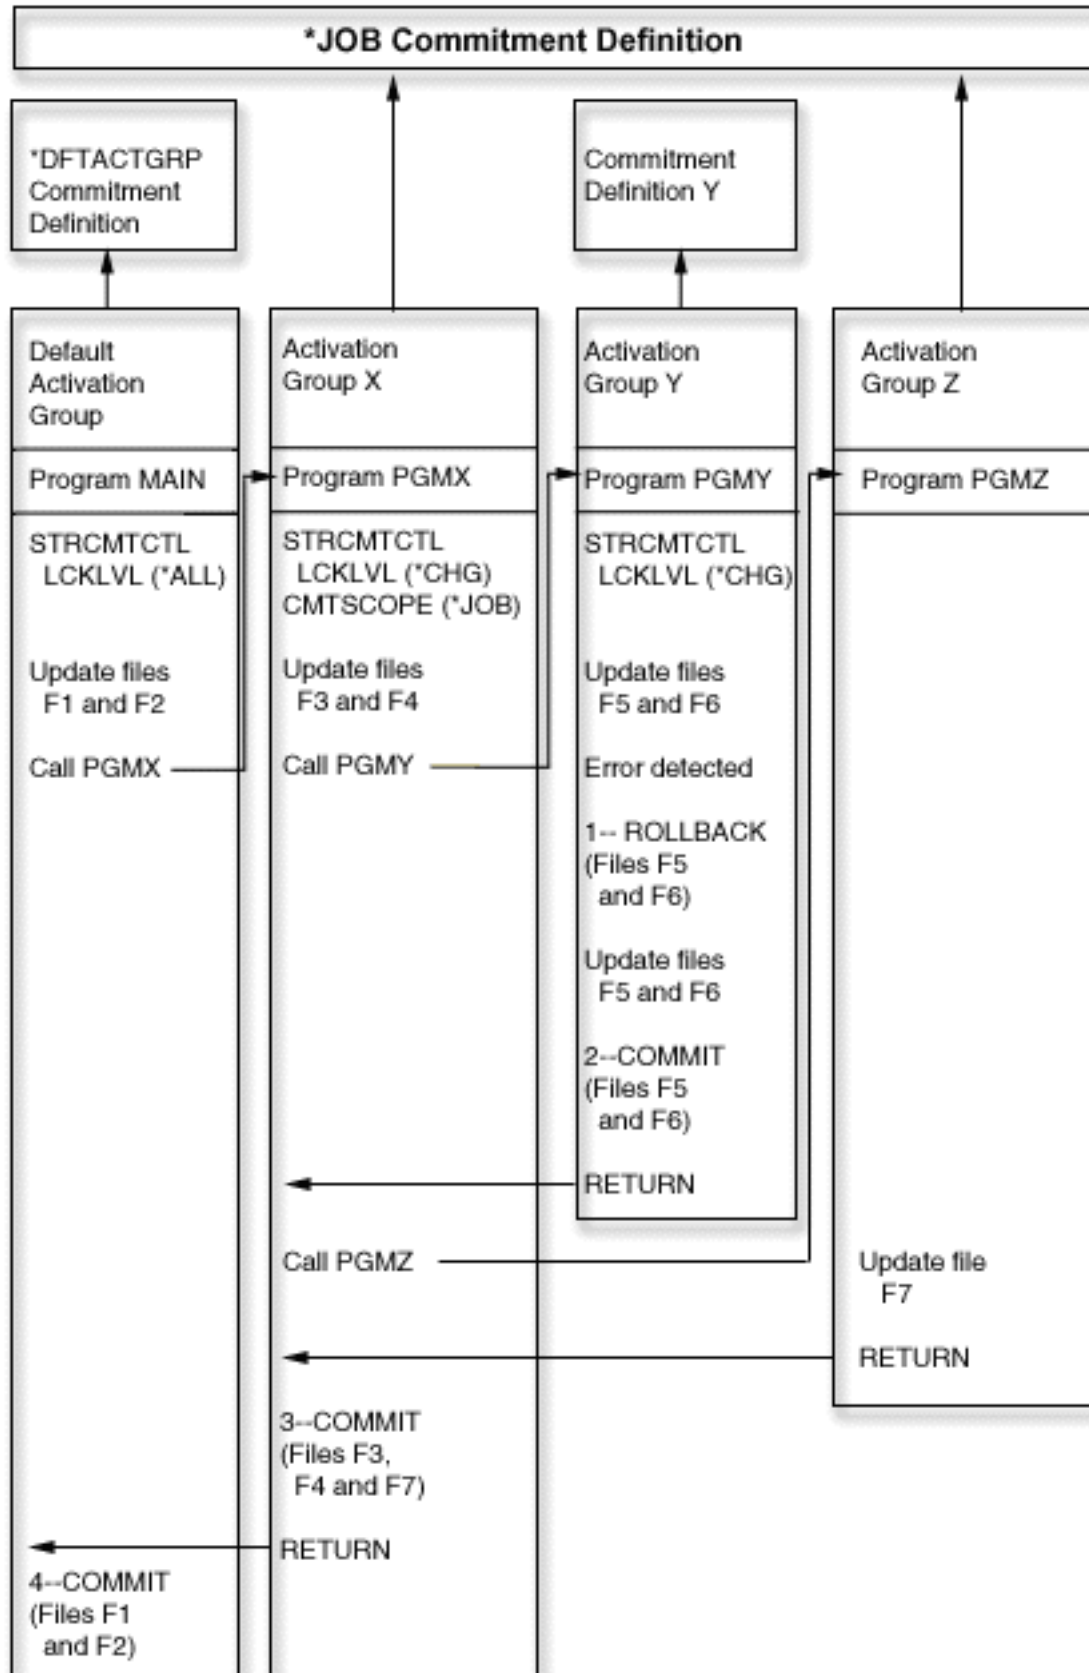 *JOB Commitment Definition
*DFTACTGRP
Commitment
Definition
Commitment
Definition Y
Default
Activation
Group
Program MAIN
STRCMTCTL
LCKLVL (*ALL)
Update files
F1 and F2
Call PGMX
4--COMMIT
(Files F1
and F2)
Activation
Group X
Program PGMX
STRCMTCTL
LCKLVL (*CHG)
CMTSCOPE (*JOB)
Update files
F3 and F4
Call PGMY
Call PGMZ
3--COMMIT
(Files F3,
F4 and F7)
RETURN
Activation
Group Y
Program PGMY
STRCMTCTL
LCKLVL (*CHG)
Update files
F5 and F6
Error detected
1-- ROLLBACK
(Files F5
and F6)
Update files
F5 and F6
2--COMMIT
(Files F5
and F6)
RETURN
Activation
Group Z
Program PGMZ
Update file
F7
RETURN